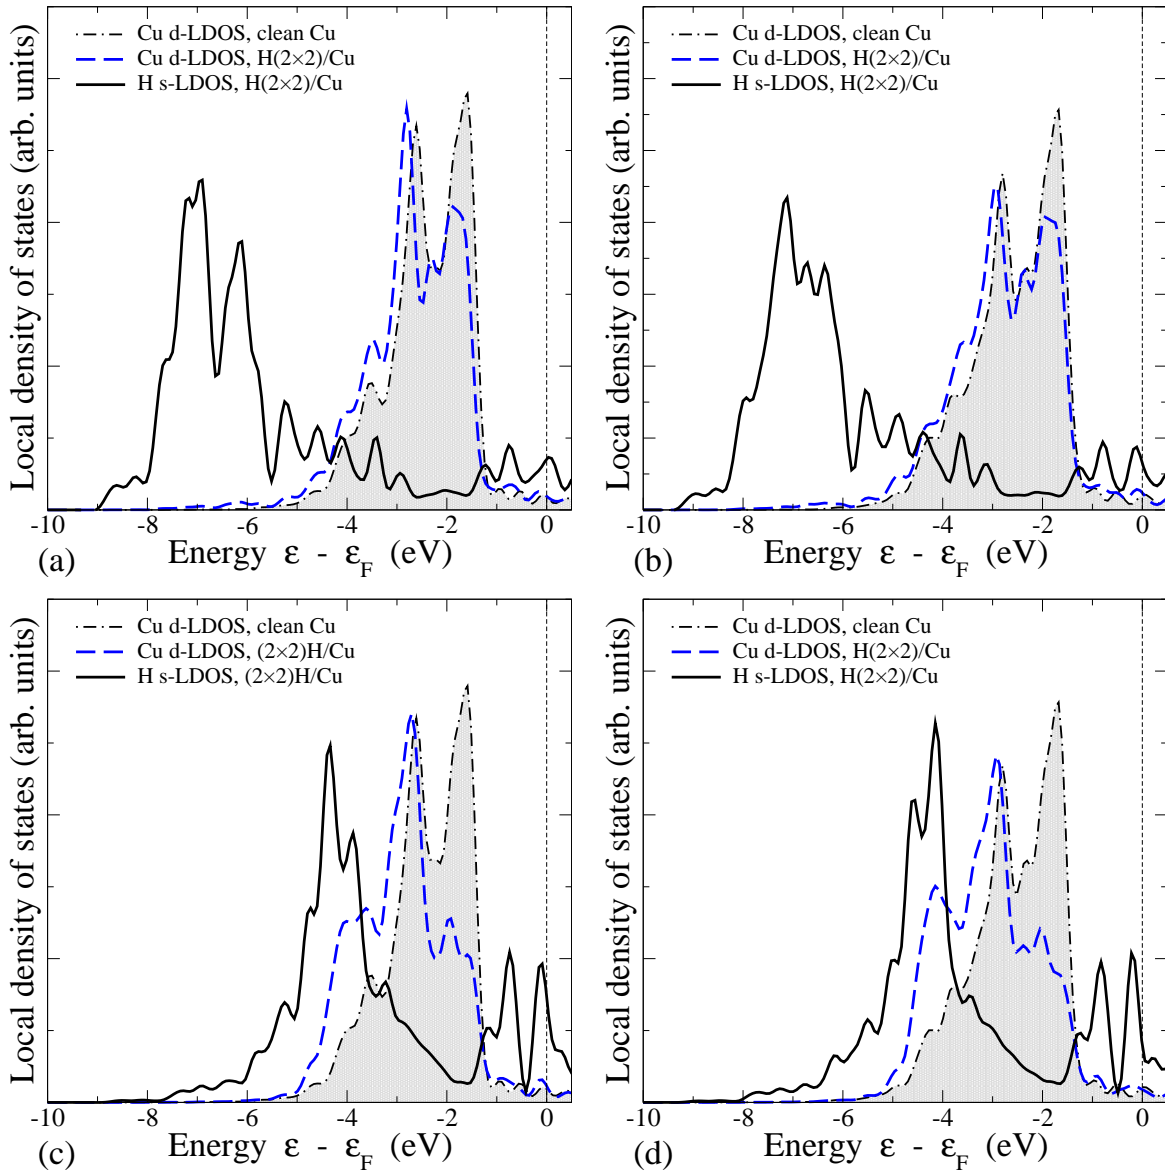 Local density of states (arb. units)
Cu d-LDOS, clean Cu
Cu d-LDOS, H(2×2)/Cu
H s-LDOS, H(2×2)/Cu
-10 -8 -6 -4 -2 0
Energy ε - ε_F (eV)
(a)
Local density of states (arb. units)
Cu d-LDOS, clean Cu
Cu d-LDOS, H(2×2)/Cu
H s-LDOS, H(2×2)/Cu
-10 -8 -6 -4 -2 0
Energy ε - ε_F (eV)
(b)
Local density of states (arb. units)
Cu d-LDOS, clean Cu
Cu d-LDOS, (2×2)H/Cu
H s-LDOS, (2×2)H/Cu
-10 -8 -6 -4 -2 0
Energy ε - ε_F (eV)
(c)
Local density of states (arb. units)
Cu d-LDOS, clean Cu
Cu d-LDOS, H(2×2)/Cu
H s-LDOS, H(2×2)/Cu
-10 -8 -6 -4 -2 0
Energy ε - ε_F (eV)
(d)